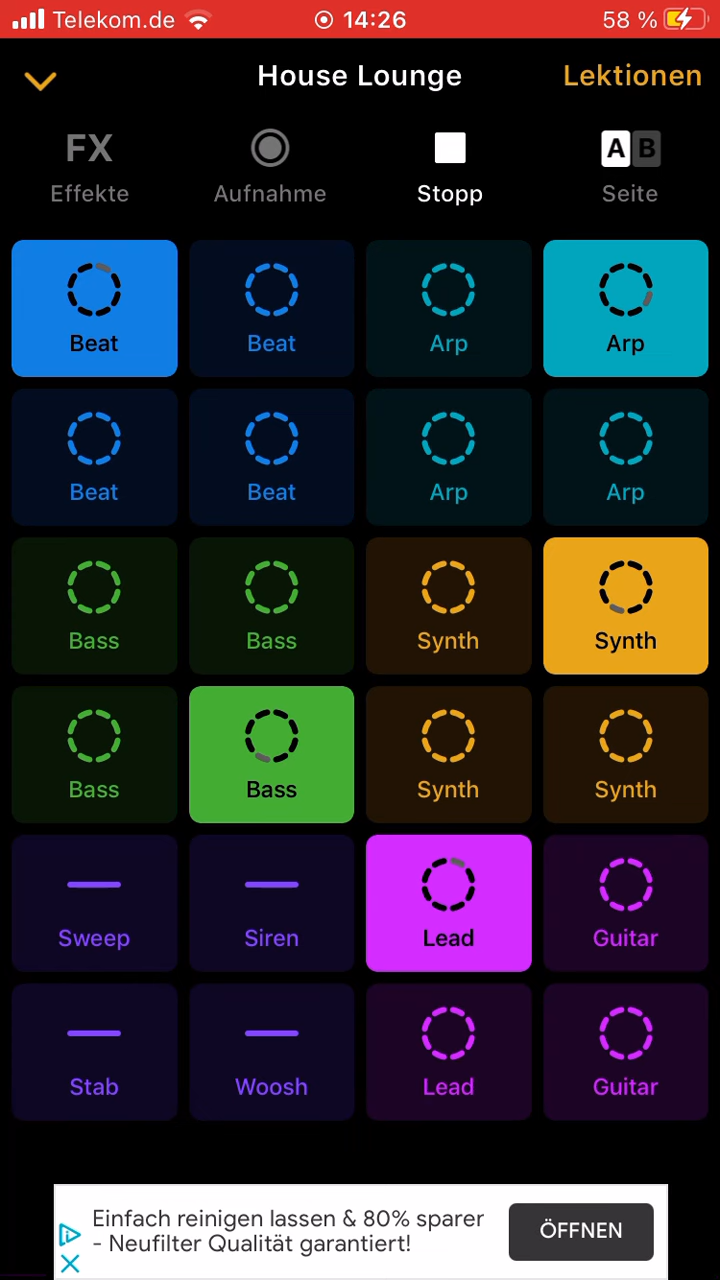 Telekom.de 14:26 58 %
House Lounge Lektionen
FX A B
Effekte Aufnahme Stopp Seite
Beat Beat Arp Arp
Beat Beat Arp Arp
Bass Bass Synth Synth
Bass Bass Synth Synth
Sweep Siren Lead Guitar
Stab Woosh Lead Guitar
Einfach reinigen lassen & 80% sparer
- Neufilter Qualität garantiert!
ÖFFNEN